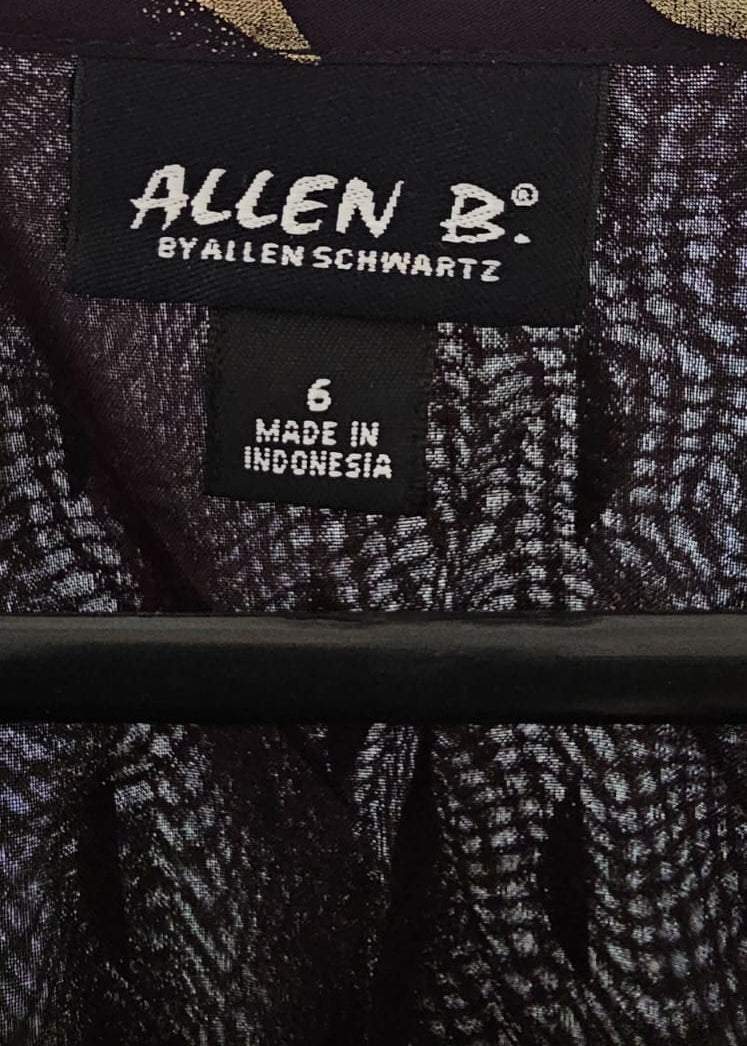 ALLEN B.®
BY ALLEN SCHWARTZ
6
MADE IN
INDONESIA